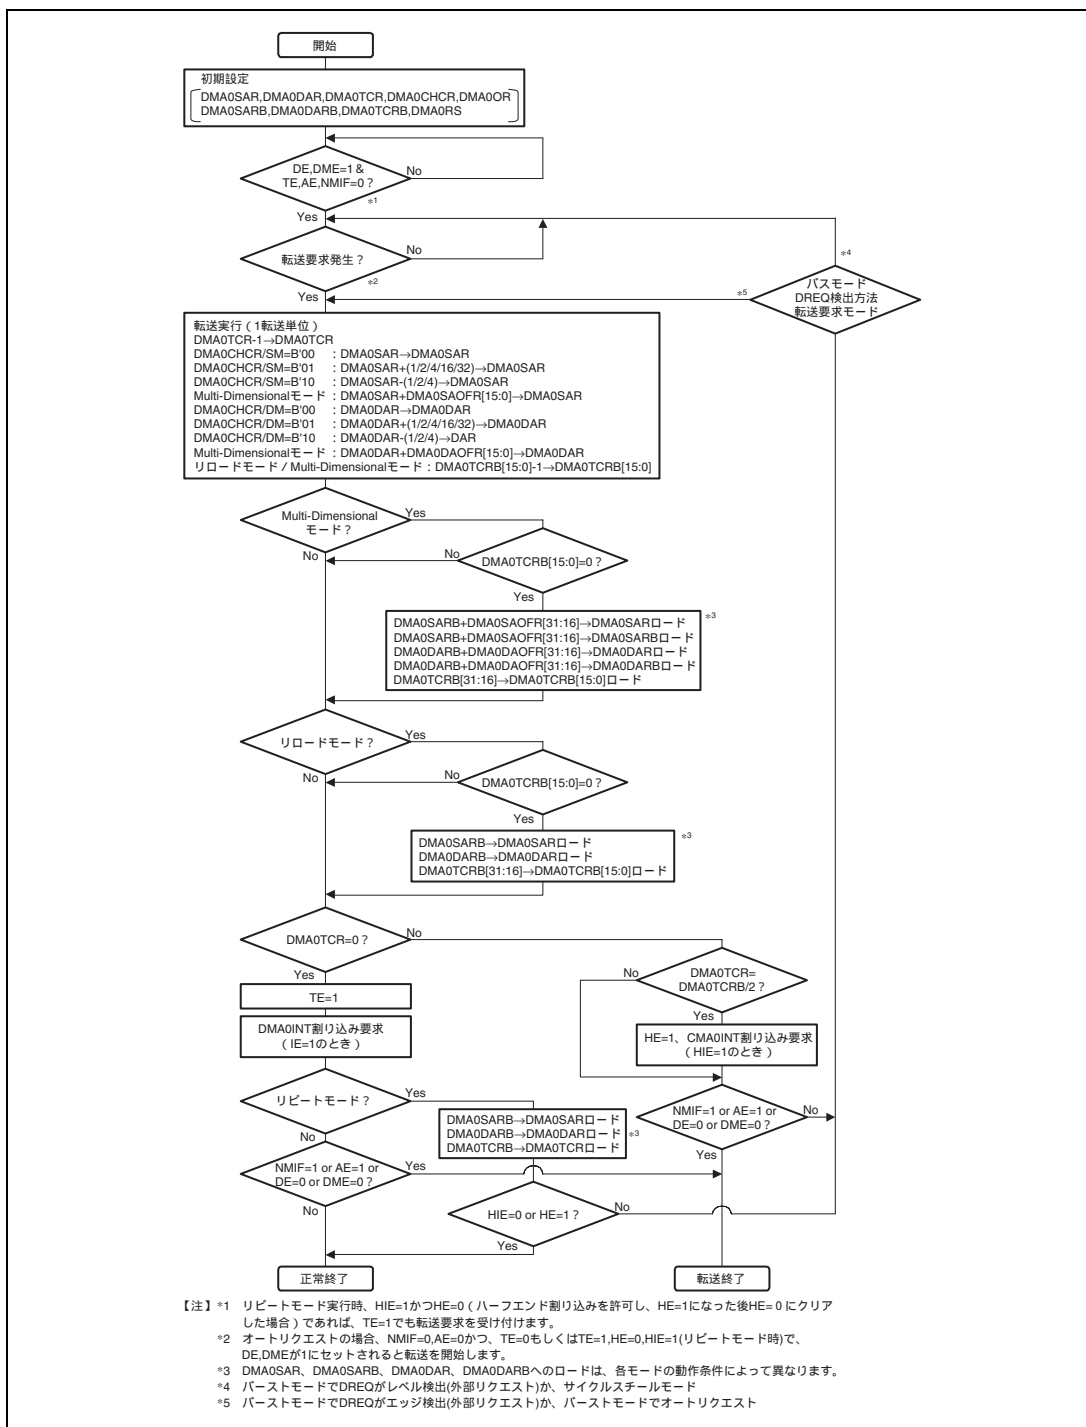 開始
初期設定
DMA0SAR,DMA0DAR,DMA0TCR,DMA0CHCR,DMA0OR
DMA0SARB,DMA0DARB,DMA0TCRB,DMA0RS
DE,DME=1 &
TE,AE,NMIF=0 ?
No
*1
Yes
転送要求発生 ?
No
*2
Yes
*4
バスモード
DREQ検出方法
転送要求モード
*5
転送実行 ( 1転送単位 )
DMA0TCR-1→DMA0TCR
DMA0CHCR/SM=B'00 : DMA0SAR→DMA0SAR
DMA0CHCR/SM=B'01 : DMA0SAR+(1/2/4/16/32)→DMA0SAR
DMA0CHCR/SM=B'10 : DMA0SAR-(1/2/4)→DMA0SAR
Multi-Dimensionalモード : DMA0SAR+DMA0SAOFR[15:0]→DMA0SAR
DMA0CHCR/DM=B'00 : DMA0DAR→DMA0DAR
DMA0CHCR/DM=B'01 : DMA0DAR+(1/2/4/16/32)→DMA0DAR
DMA0CHCR/DM=B'10 : DMA0DAR-(1/2/4)→DAR
Multi-Dimensionalモード : DMA0DAR+DMA0DAOFR[15:0]→DMA0DAR
リロードモード / Multi-Dimensionalモード : DMA0TCRB[15:0]-1→DMA0TCRB[15:0]
Multi-Dimensional
モード ?
Yes
No
No
DMA0TCRB[15:0]=0 ?
Yes
DMA0SARB+DMA0SAOFR[31:16]→DMA0SARロード
DMA0SARB+DMA0SAOFR[31:16]→DMA0SARBロード
DMA0DARB+DMA0DAOFR[31:16]→DMA0DARロード
DMA0DARB+DMA0DAOFR[31:16]→DMA0DARBロード
DMA0TCRB[31:16]→DMA0TCRB[15:0]ロード
*3
リロードモード ?
Yes
No
No
DMA0TCRB[15:0]=0 ?
Yes
DMA0SARB→DMA0SARロード
DMA0DARB→DMA0DARロード
DMA0TCRB[31:16]→DMA0TCRB[15:0]ロード
*3
DMA0TCR=0 ?
No
Yes
TE=1
DMA0INT割り込み要求
( IE=1のとき )
No
DMA0TCR=
DMA0TCRB/2 ?
Yes
HE=1、CMA0INT割り込み要求
( HIE=1のとき )
リピートモード ?
Yes
No
DMA0SARB→DMA0SARロード
DMA0DARB→DMA0DARロード
DMA0TCRB→DMA0TCRロード
*3
NMIF=1 or AE=1 or
DE=0 or DME=0 ?
No
Yes
NMIF=1 or AE=1 or
DE=0 or DME=0 ?
Yes
No
HIE=0 or HE=1 ?
No
Yes
正常終了
転送終了
【注】 *1 リピートモード実行時、HIE=1かつHE=0 ( ハーフエンド割り込みを許可し、HE=1になった後HE= 0 にクリア
した場合 ) であれば、TE=1でも転送要求を受け付けます。
*2 オートリクエストの場合、NMIF=0,AE=0かつ、TE=0もしくはTE=1,HE=0,HIE=1(リピートモード時)で、
DE,DMEが1にセットされると転送を開始します。
*3 DMA0SAR、DMA0SARB、DMA0DAR、DMA0DARBへのロードは、各モードの動作条件によって異なります。
*4 バーストモードでDREQがレベル検出(外部リクエスト)か、サイクルスチールモード
*5 バーストモードでDREQがエッジ検出(外部リクエスト)か、バーストモードでオートリクエスト